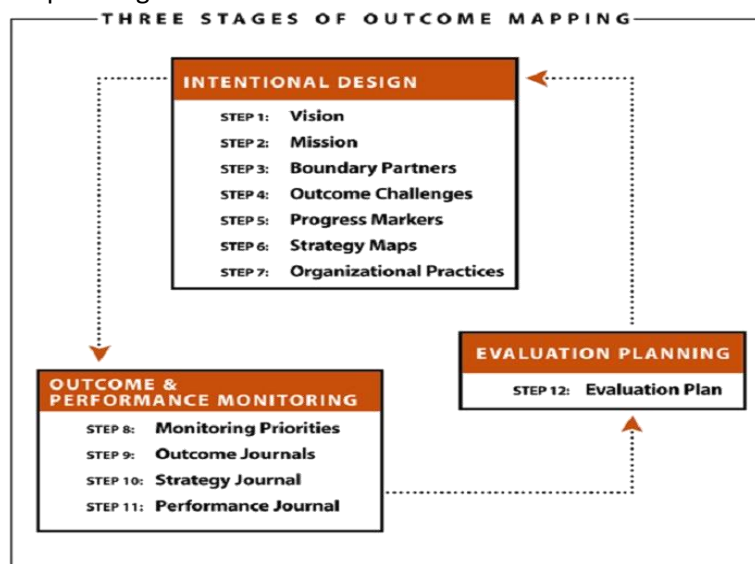 THREE STAGES OF OUTCOME MAPPING
INTENTIONAL DESIGN
STEP 1: Vision
STEP 2: Mission
STEP 3: Boundary Partners
STEP 4: Outcome Challenges
STEP 5: Progress Markers
STEP 6: Strategy Maps
STEP 7: Organizational Practices
EVALUATION PLANNING
STEP 12: Evaluation Plan
OUTCOME &
PERFORMANCE MONITORING
STEP 8: Monitoring Priorities
STEP 9: Outcome Journals
STEP 10: Strategy Journal
STEP 11: Performance Journal